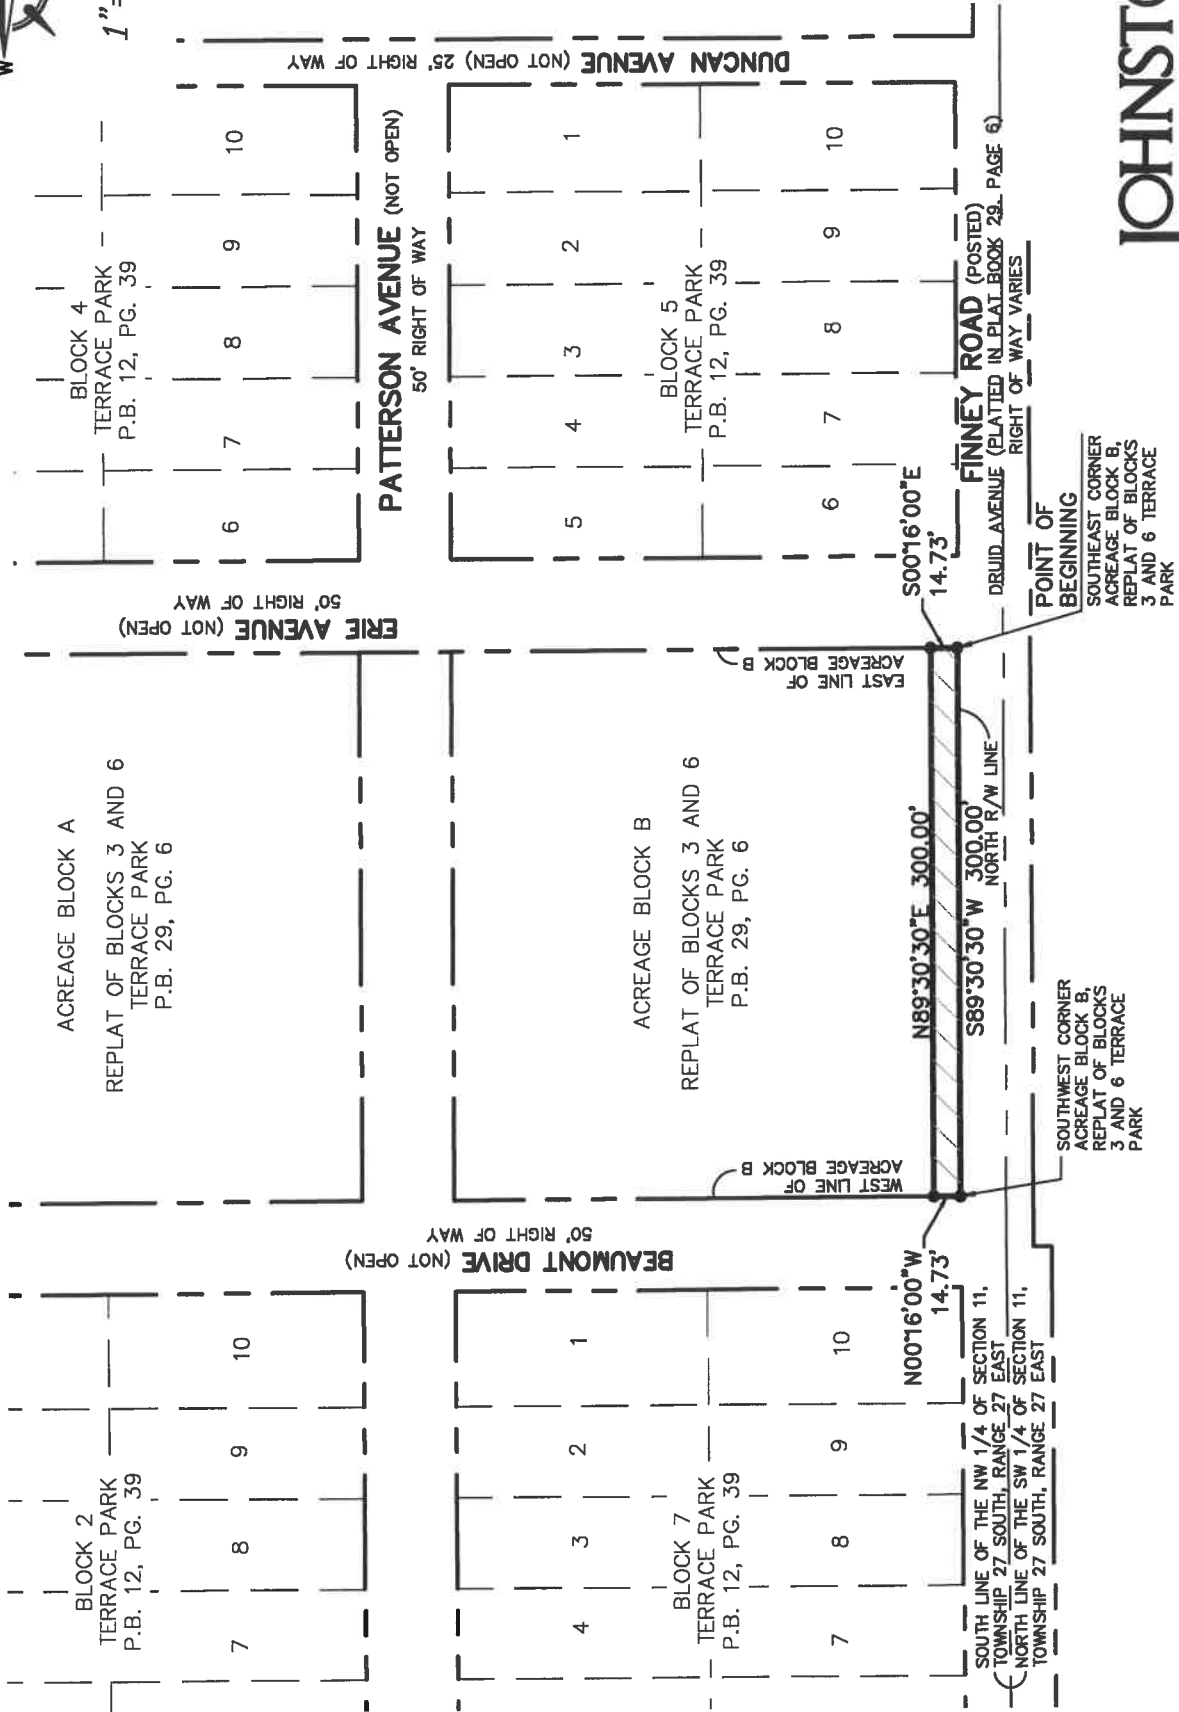 W
1"=
BLOCK 2
TERRACE PARK
P.B. 12, PG. 39
7
8
9
10
BEAUMONT DRIVE (NOT OPEN)
50' RIGHT OF WAY
ACREAGE BLOCK A
REPLAT OF BLOCKS 3 AND 6
TERRACE PARK
P.B. 29, PG. 6
ERIE AVENUE (NOT OPEN)
50' RIGHT OF WAY
BLOCK 4
TERRACE PARK
P.B. 12, PG. 39
6
7
8
9
10
DUNCAN AVENUE (NOT OPEN) 25' RIGHT OF WAY
PATTERSON AVENUE (NOT OPEN)
50' RIGHT OF WAY
4
3
2
1
BLOCK 7
TERRACE PARK
P.B. 12, PG. 39
7
8
9
10
ACREAGE BLOCK B
REPLAT OF BLOCKS 3 AND 6
TERRACE PARK
P.B. 29, PG. 6
WEST LINE OF
ACREAGE BLOCK B
EAST LINE OF
ACREAGE BLOCK B
5
4
3
2
1
BLOCK 5
TERRACE PARK
P.B. 12, PG. 39
6
7
8
9
10
N00°16'00"W
14.73'
N89°30'30"E 300.00'
S89°30'30"W 300.00'
NORTH R/W LINE
S00°16'00"E
14.73'
FINNEY ROAD (POSTED)
DRUID AVENUE (PLATTED IN PLAT BOOK 29, PAGE 6)
RIGHT OF WAY VARIES
SOUTH LINE OF THE NW 1/4 OF SECTION 11,
TOWNSHIP 27 SOUTH, RANGE 27 EAST
NORTH LINE OF THE SW 1/4 OF SECTION 11,
TOWNSHIP 27 SOUTH, RANGE 27 EAST
SOUTHWEST CORNER
ACREAGE BLOCK B,
REPLAT OF BLOCKS
3 AND 6 TERRACE
PARK
POINT OF
BEGINNING
SOUTHEAST CORNER
ACREAGE BLOCK B,
REPLAT OF BLOCKS
3 AND 6 TERRACE
PARK